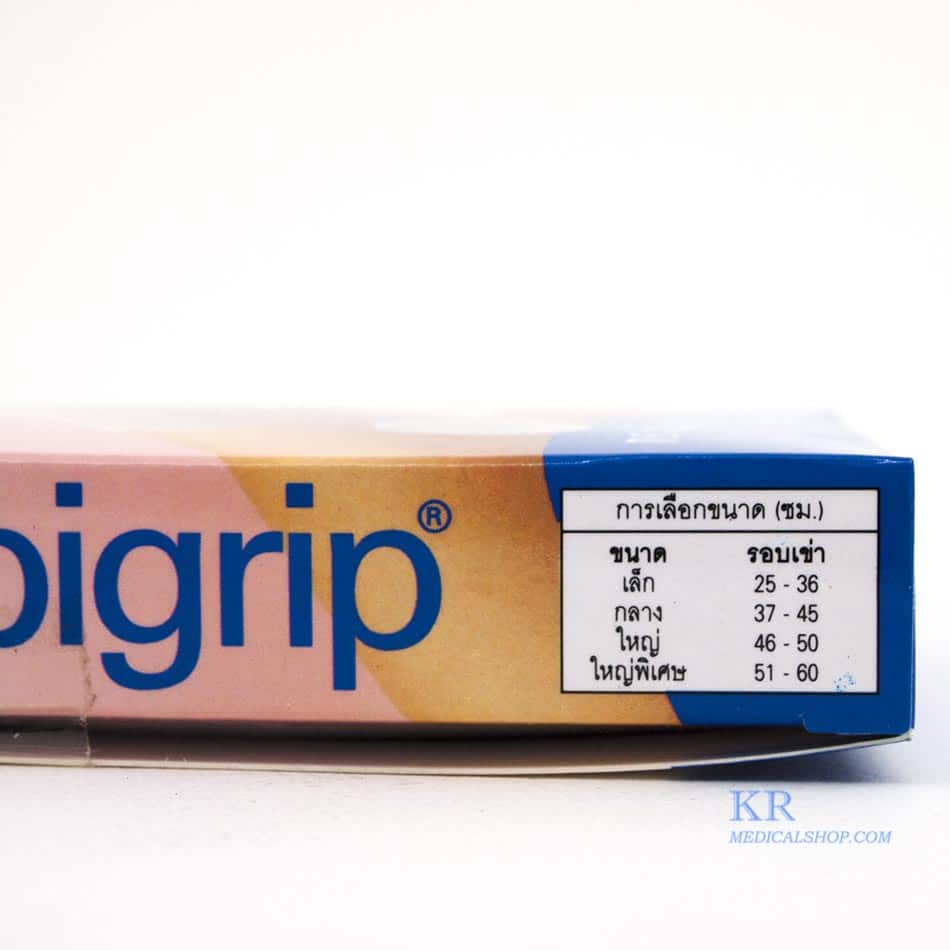 bigrip®
การเลือกขนาด (ซม.)
ขนาด รอบเข่า
เล็ก 25 - 36
กลาง 37 - 45
ใหญ่ 46 - 50
ใหญ่พิเศษ 51 - 60
KR
MEDICALSHOP.COM